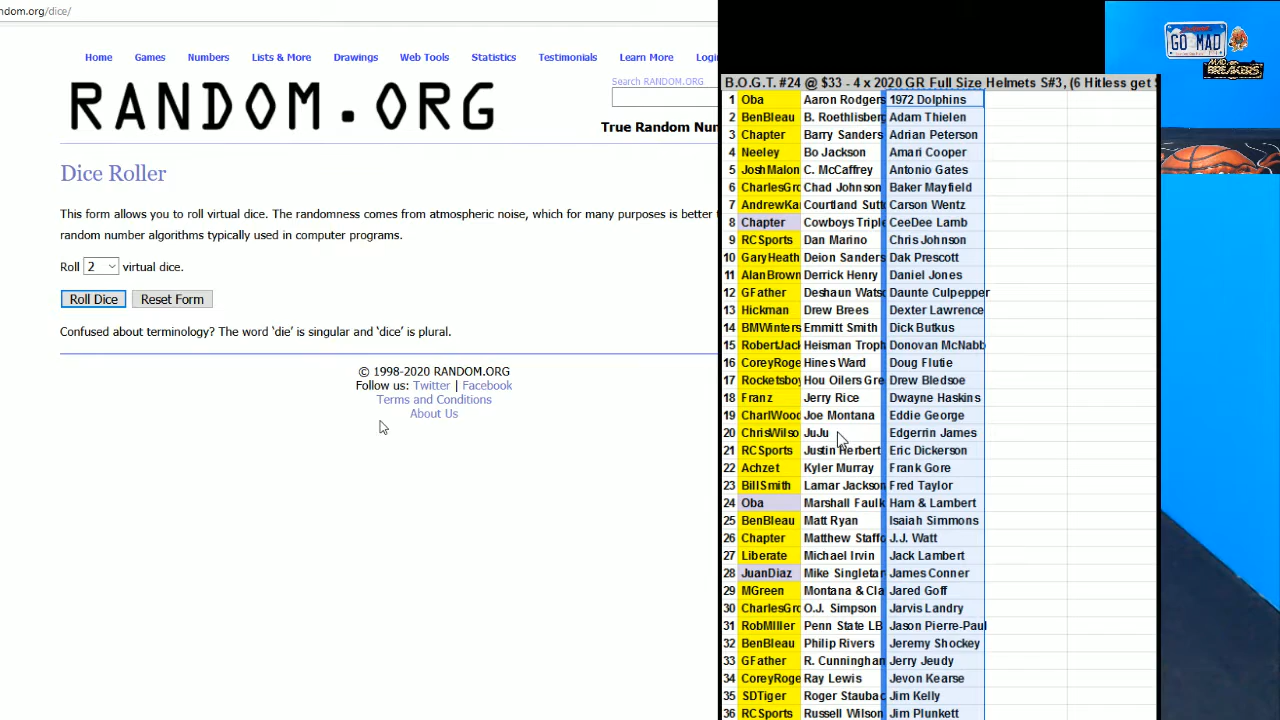 ndom.org/dice/
Home Games Numbers Lists & More Drawings Web Tools Statistics Testimonials Learn More Login
RANDOM.ORG
Search RANDOM.ORG
True Random Num
Dice Roller
This form allows you to roll virtual dice. The randomness comes from atmospheric noise, which for many purposes is better t
random number algorithms typically used in computer programs.
Roll 2 virtual dice.
Roll Dice Reset Form
Confused about terminology? The word ‘die’ is singular and ‘dice’ is plural.
© 1998-2020 RANDOM.ORG
Follow us: Twitter | Facebook
Terms and Conditions
About Us
GO MAD
MAD BREAKERS
B.O.G.T. #24 @ $33 - 4 x 2020 GR Full Size Helmets S#3, (6 Hitless get S
1 Oba Aaron Rodgers 1972 Dolphins
2 BenBleau B. Roethlisberg Adam Thielen
3 Chapter Barry Sanders Adrian Peterson
4 Neeley Bo Jackson Amari Cooper
5 JoshMalon C. McCaffrey Antonio Gates
6 CharlesGro Chad Johnson Baker Mayfield
7 AndrewKa Courtland Sutt Carson Wentz
8 Chapter Cowboys Triple CeeDee Lamb
9 RCSports Dan Marino Chris Johnson
10 GaryHeath Deion Sanders Dak Prescott
11 AlanBrown Derrick Henry Daniel Jones
12 GFather Deshaun Watso Daunte Culpepper
13 Hickman Drew Brees Dexter Lawrence
14 BMWinters Emmitt Smith Dick Butkus
15 RobertJack Heisman Troph Donovan McNabb
16 CoreyRoge Hines Ward Doug Flutie
17 Rocketsboy Hou Oilers Gre Drew Bledsoe
18 Franz Jerry Rice Dwayne Haskins
19 CharlWood Joe Montana Eddie George
20 ChrisWilso JuJu Edgerrin James
21 RCSports Justin Herbert Eric Dickerson
22 Achzet Kyler Murray Frank Gore
23 BillSmith Lamar Jackson Fred Taylor
24 Oba Marshall Faulk Ham & Lambert
25 BenBleau Matt Ryan Isaiah Simmons
26 Chapter Matthew Staffo J.J. Watt
27 Liberate Michael Irvin Jack Lambert
28 JuanDiaz Mike Singletar James Conner
29 MGreen Montana & Cla Jared Goff
30 CharlesGro O.J. Simpson Jarvis Landry
31 RobMIller Penn State LB Jason Pierre-Paul
32 BenBleau Philip Rivers Jeremy Shockey
33 GFather R. Cunningham Jerry Jeudy
34 CoreyRoge Ray Lewis Jevon Kearse
35 SDTiger Roger Staubac Jim Kelly
36 RCSports Russell Wilson Jim Plunkett